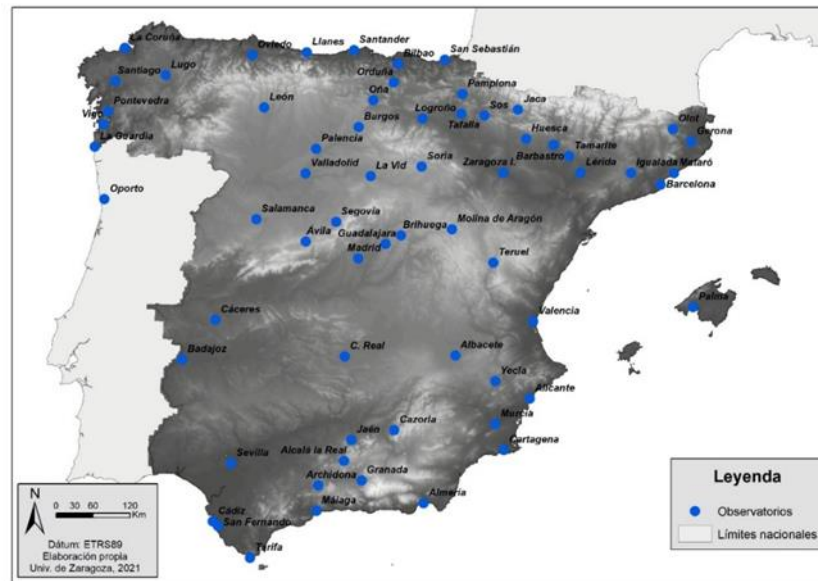 La Coruña
Oviedo
Llanes
Santander
Bilbao
San Sebastián
Santiago
Lugo
Orduña
Pamplona
Pontevedra
León
Oña
Logroño
Tafalla
Sos
Jaca
Olot
Vigo
Burgos
Huesca
Gerona
La Guardia
Palencia
Barbastro
Tamarite
Valladolid
La Vid
Soria
Zaragoza I.
Lérida
Igualada
Mataró
Barcelona
Oporto
Salamanca
Segovia
Brihuega
Molina de Aragón
Ávila
Guadalajara
Madrid
Teruel
Cáceres
Valencia
Palma
Badajoz
C. Real
Albacete
Yecla
Alicante
Jaén
Cazorla
Murcia
Sevilla
Alcalá la Real
Cartagena
Archidona
Granada
Málaga
Almería
Cádiz
San Fernando
Tarifa
N
0 30 60 120
Km
Dátum: ETRS89
Elaboración propia
Univ. de Zaragoza, 2021
Leyenda
Observatorios
Límites nacionales